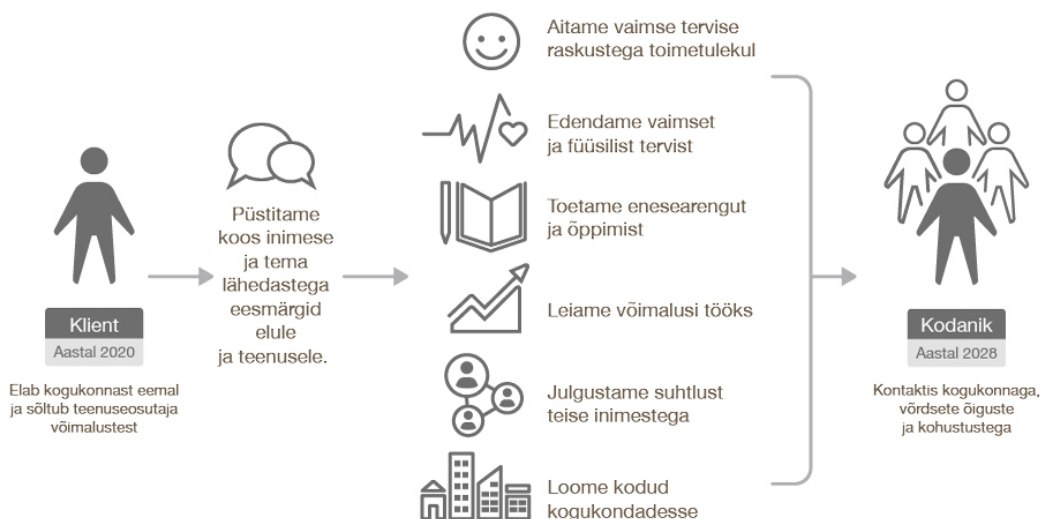 Klient
Aastal 2020
Elab kogukonnast eemal
ja sõltub teenuseosutaja
võimalustest
Püstitame
koos inimese
ja tema
lähedastega
eesmärgid
elule
ja teenusele.
Aitame vaimse tervise
raskustega toimetulekul
Edendame vaimset
ja füüsilist tervist
Toetame enesearengut
ja õppimist
Leiame võimalusi tööks
Julgustame suhtlust
teise inimestega
Loome kodud
kogukondadesse
Kodanik
Aastal 2028
Kontaktis kogukonnaga,
võrdsete õiguste
ja kohustustega